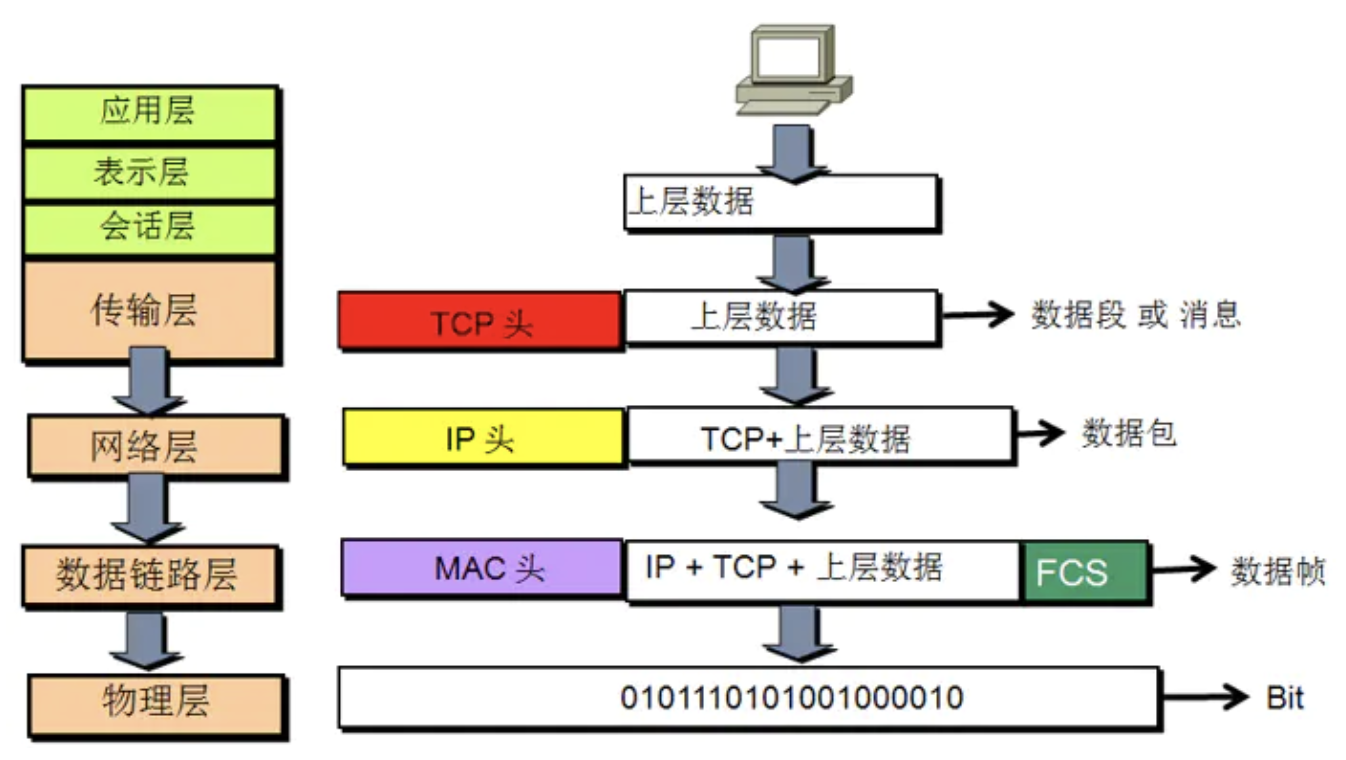 应用层
表示层
会话层
传输层
网络层
数据链路层
物理层
上层数据
TCP 头
上层数据
数据段 或 消息
IP 头
TCP+上层数据
数据包
MAC 头
IP + TCP + 上层数据
FCS
数据帧
0101110101001000010
Bit